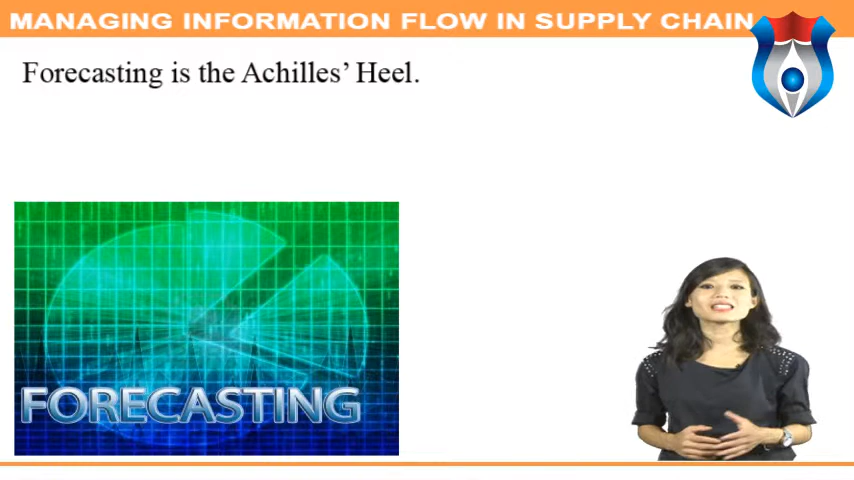 MANAGING INFORMATION FLOW IN SUPPLY CHAIN
Forecasting is the Achilles’ Heel.
FORECASTING